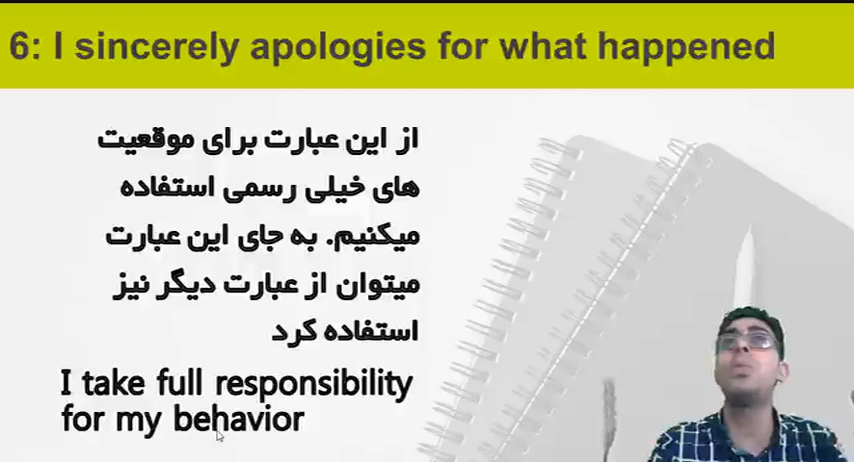 6: I sincerely apologies for what happened
از این عبارت برای موقعیت
های خیلی رسمی استفاده
میکنیم. به جای این عبارت
میتوان از عبارت دیگر نیز
استفاده کرد
I take full responsibility
for my behavior